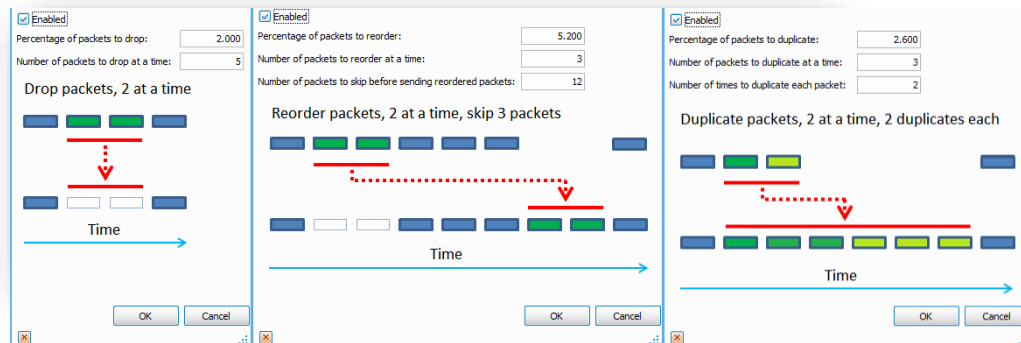 Enabled
Percentage of packets to drop: 2.000
Number of packets to drop at a time: 5
Drop packets, 2 at a time
Time
OK Cancel
Enabled
Percentage of packets to reorder: 5.200
Number of packets to reorder at a time: 3
Number of packets to skip before sending reordered packets: 12
Reorder packets, 2 at a time, skip 3 packets
Time
OK Cancel
Enabled
Percentage of packets to duplicate: 2.600
Number of packets to duplicate at a time: 3
Number of times to duplicate each packet: 2
Duplicate packets, 2 at a time, 2 duplicates each
Time
OK Cancel